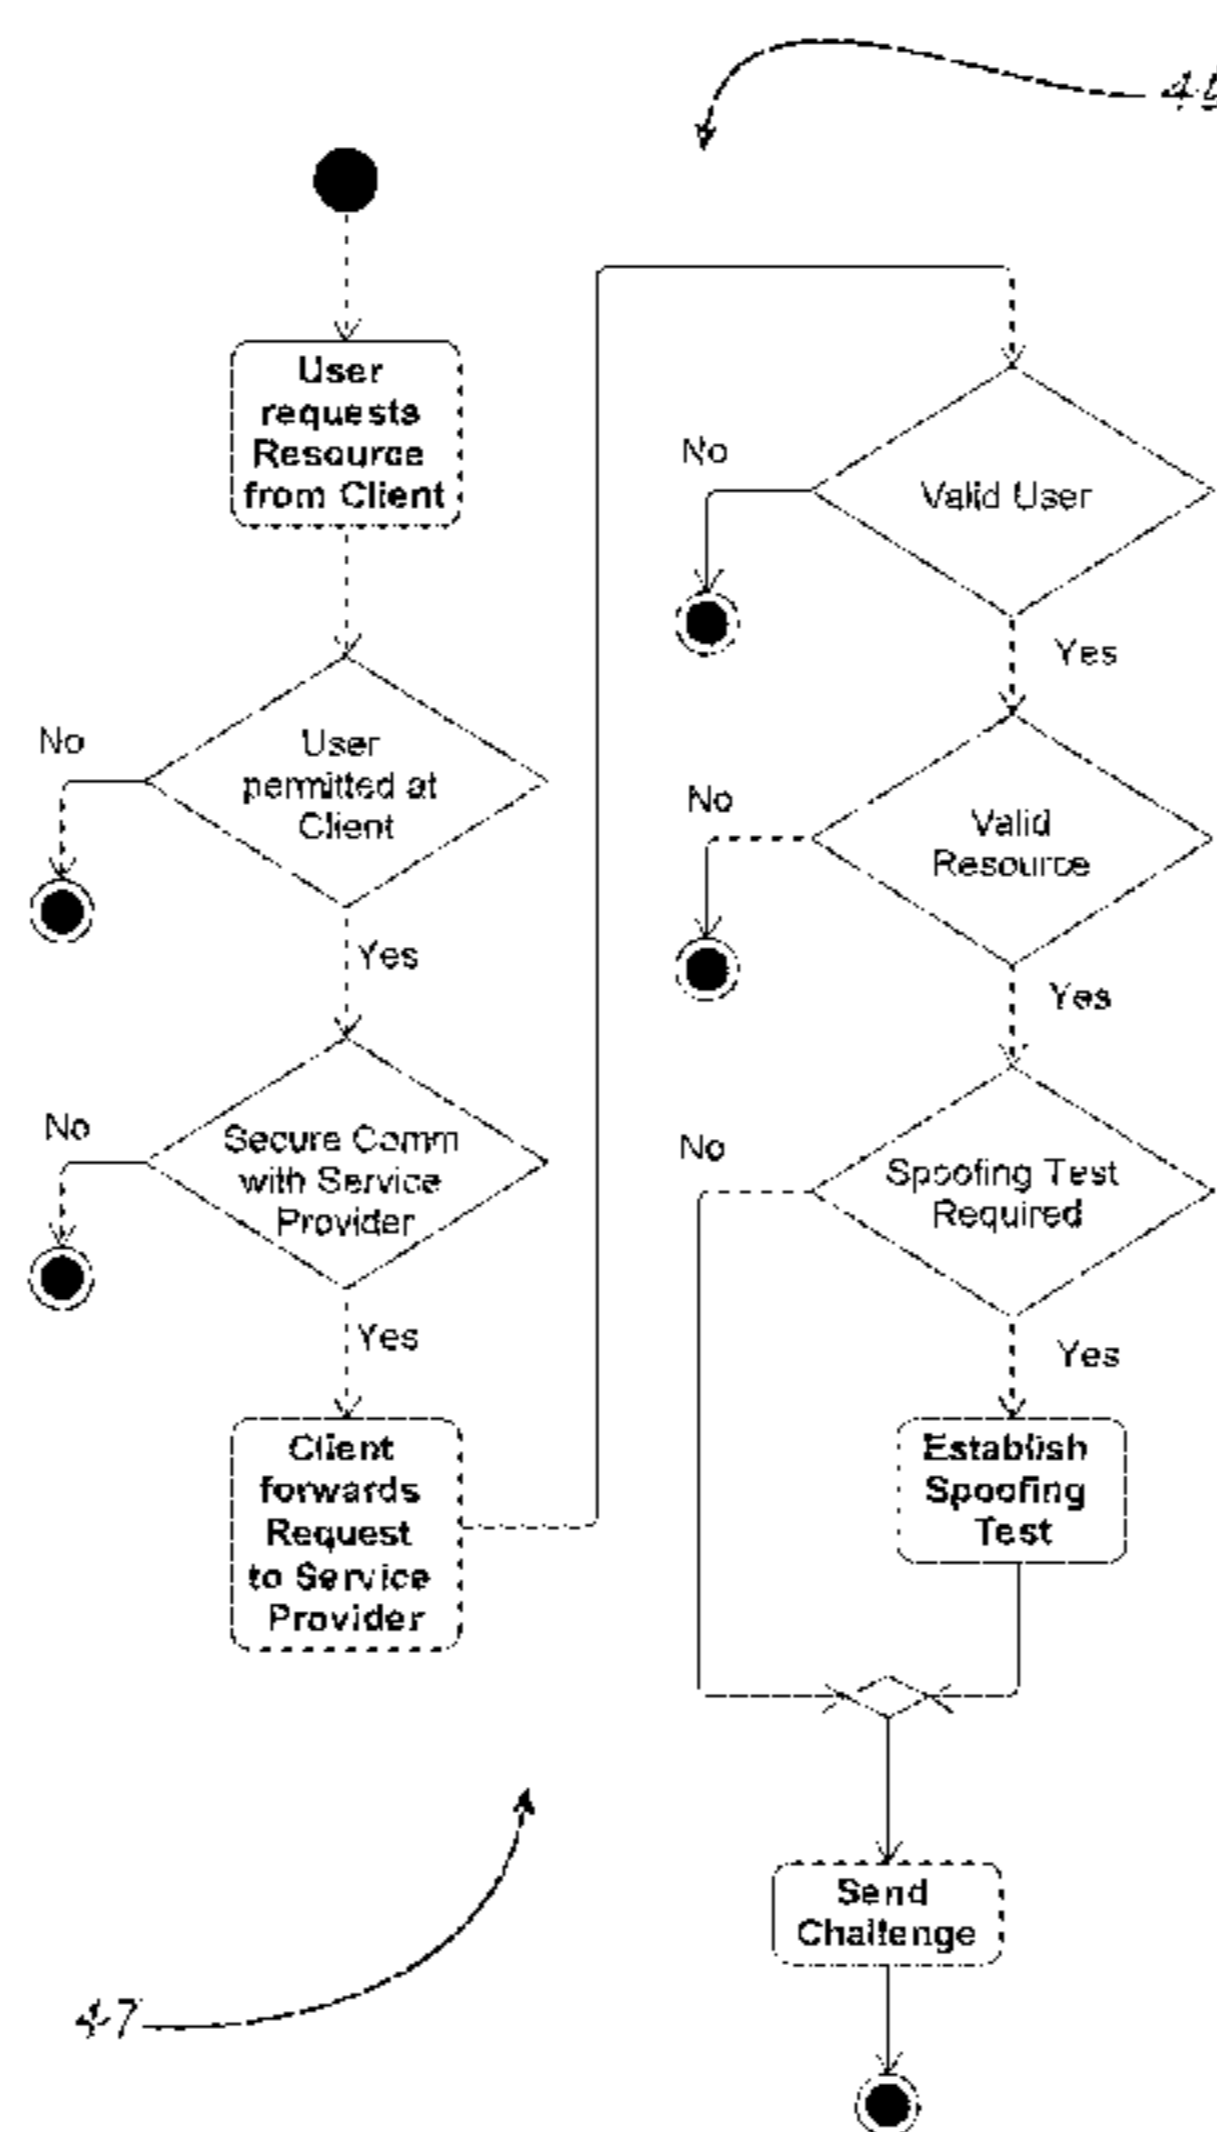 User
requests
Resource
from Client
No
User
permitted at
Client
Yes
No
Secure Comm
with Service
Provider
Yes
Client
forwards
Request
to Service
Provider
47
No
Valid User
Yes
No
Valid
Resource
Yes
No
Spoofing Test
Required
Yes
Establish
Spoofing
Test
Send
Challenge